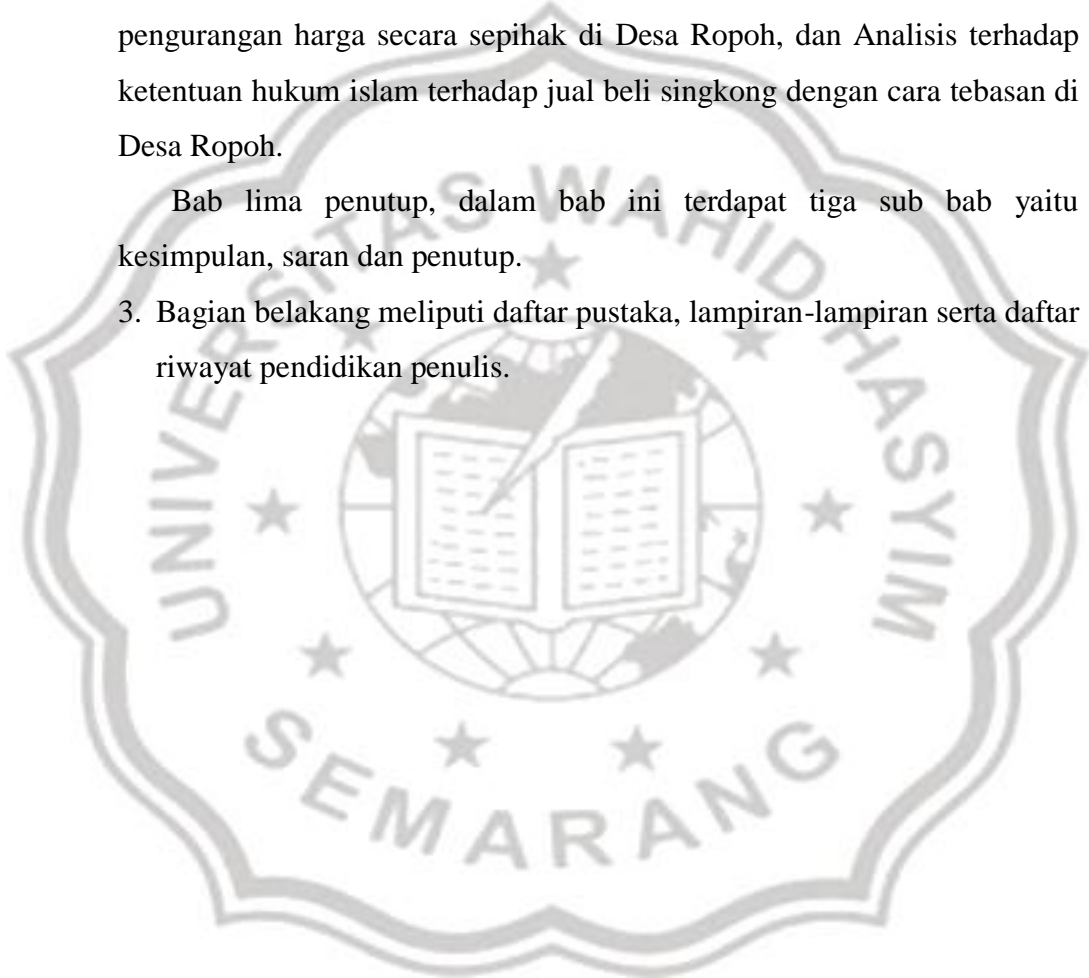 pengurangan harga secara sepihak di Desa Ropoh, dan Analisis terhadap
ketentuan hukum islam terhadap jual beli singkong dengan cara tebasan di
Desa Ropoh.
Bab lima penutup, dalam bab ini terdapat tiga sub bab yaitu
kesimpulan, saran dan penutup.
3. Bagian belakang meliputi daftar pustaka, lampiran-lampiran serta daftar
riwayat pendidikan penulis.
UNIVERSITAS WAHID HASYIM
SEMARANG